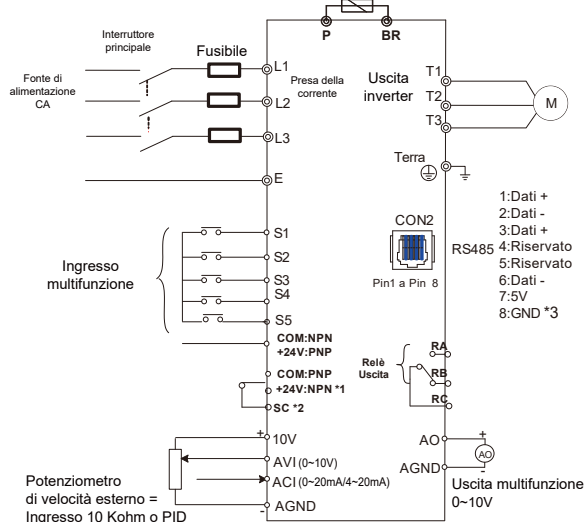 P
BR
Interruttore
principale
Fusibile
Fonte di
alimentazione
CA
L1
L2
L3
E
Presa della
corrente
Uscita
inverter
T1
T2
T3
M
Terra
CON2
Pin1 a Pin 8
RS485
1:Dati +
2:Dati -
3:Dati +
4:Riservato
5:Riservato
6:Dati -
7:5V
8:GND *3
Ingresso
multifunzione
S1
S2
S3
S4
S5
COM:NPN
+24V:PNP
COM:PNP
+24V:NPN *1
SC *2
Relè
Uscita
RA
RB
RC
+
10V
AVI (0~10V)
ACI (0~20mA/4~20mA)
-
AGND
Potenziometro
di velocità esterno =
Ingresso 10 Kohm o PID
AO
+
AO
AGND
-
Uscita multifunzione
0~10V